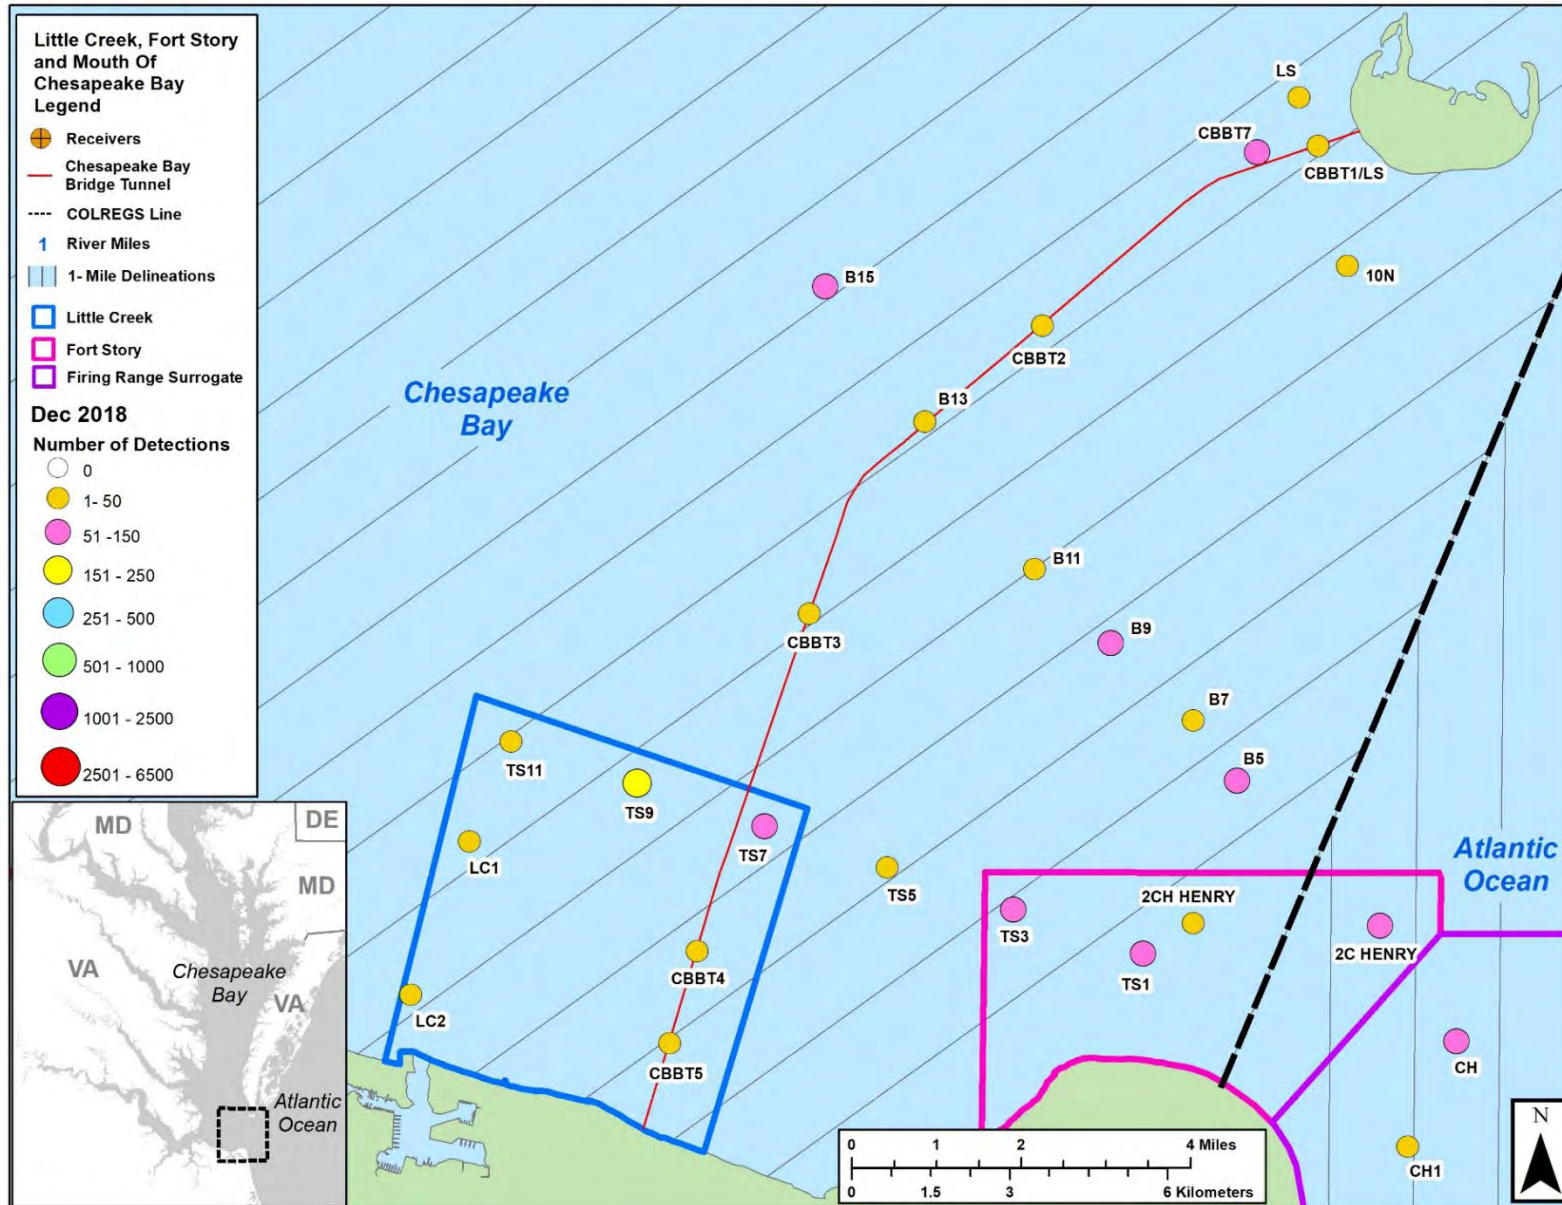 Little Creek, Fort Story
and Mouth Of
Chesapeake Bay
Legend
Receivers
Chesapeake Bay
Bridge Tunnel
COLREGS Line
1 River Miles
1- Mile Delineations
Little Creek
Fort Story
Firing Range Surrogate
Dec 2018
Number of Detections
0
1- 50
51 -150
151 - 250
251 - 500
501 - 1000
1001 - 2500
2501 - 6500
LS
CBBT7
CBBT1/LS
10N
B15
CBBT2
Chesapeake
Bay
B13
B11
CBBT3
B9
B7
TS11
B5
TS9
TS7
LC1
TS5
Atlantic
Ocean
2CH HENRY
TS3
2C HENRY
TS1
CBBT4
LC2
CH
CBBT5
CH1
MD
DE
MD
VA
Chesapeake
Bay
VA
Atlantic
Ocean
0 1 2 4 Miles
0 1.5 3 6 Kilometers
N